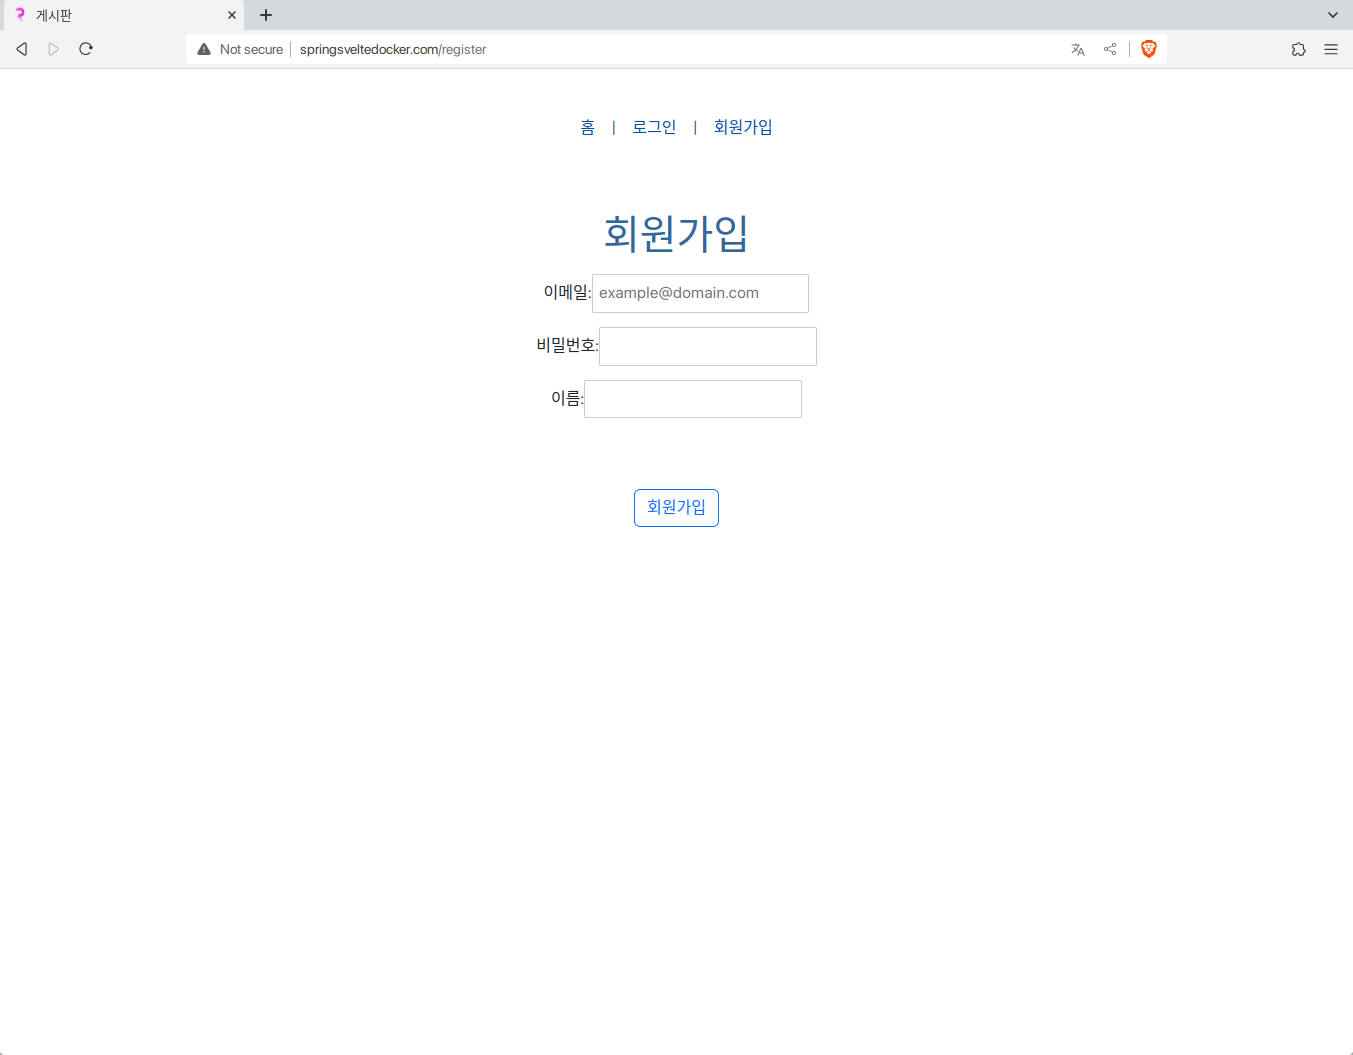 게시판
Not secure | springsveltedocker.com/register
홈 | 로그인 | 회원가입
회원가입
이메일: example@domain.com
비밀번호:
이름:
회원가입